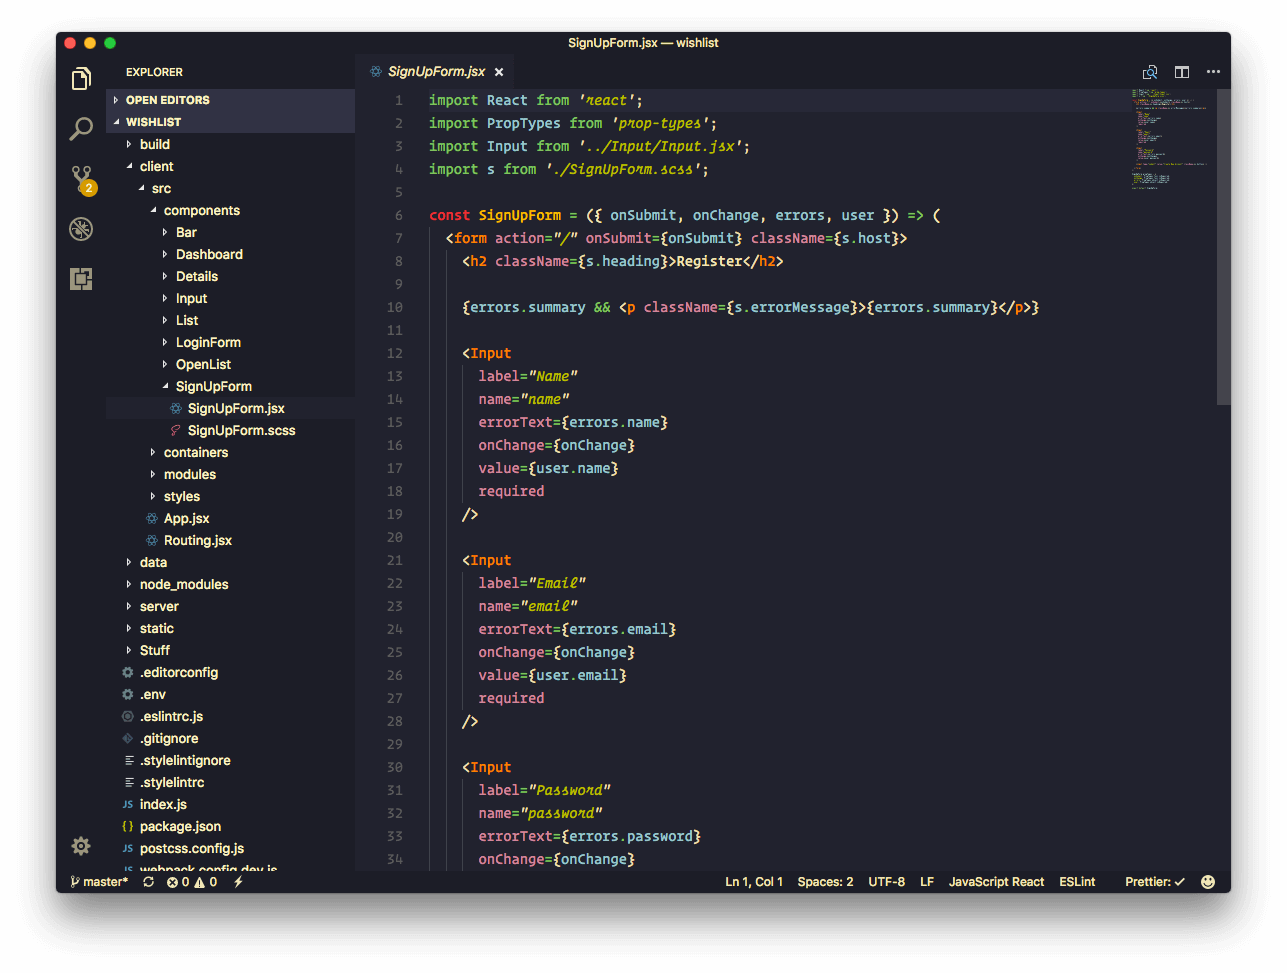 SignUpForm.jsx — wishlist
EXPLORER
OPEN EDITORS
WISHLIST
build
client
src
components
Bar
Dashboard
Details
Input
List
LoginForm
OpenList
SignUpForm
SignUpForm.jsx
SignUpForm.scss
containers
modules
styles
App.jsx
Routing.jsx
data
node_modules
server
static
Stuff
.editorconfig
.env
.eslintrc.js
.gitignore
.stylelintignore
.stylelintrc
JS index.js
{} package.json
JS postcss.config.js
JS webpack.config.dev.js
2
SignUpForm.jsx ×
1 import React from 'react';
2 import PropTypes from 'prop-types';
3 import Input from '../Input/Input.jsx';
4 import s from './SignUpForm.scss';
5
6 const SignUpForm = ({ onSubmit, onChange, errors, user }) => (
7 <form action="/" onSubmit={onSubmit} className={s.host}>
8 <h2 className={s.heading}>Register</h2>
9
10 {errors.summary && <p className={s.errorMessage}>{errors.summary}</p>}
11
12 <Input
13 label="Name"
14 name="name"
15 errorText={errors.name}
16 onChange={onChange}
17 value={user.name}
18 required
19 />
20
21 <Input
22 label="Email"
23 name="email"
24 errorText={errors.email}
25 onChange={onChange}
26 value={user.email}
27 required
28 />
29
30 <Input
31 label="Password"
32 name="password"
33 errorText={errors.password}
34 onChange={onChange}
master* 0 0 Ln 1, Col 1 Spaces: 2 UTF-8 LF JavaScript React ESLint Prettier: ✓